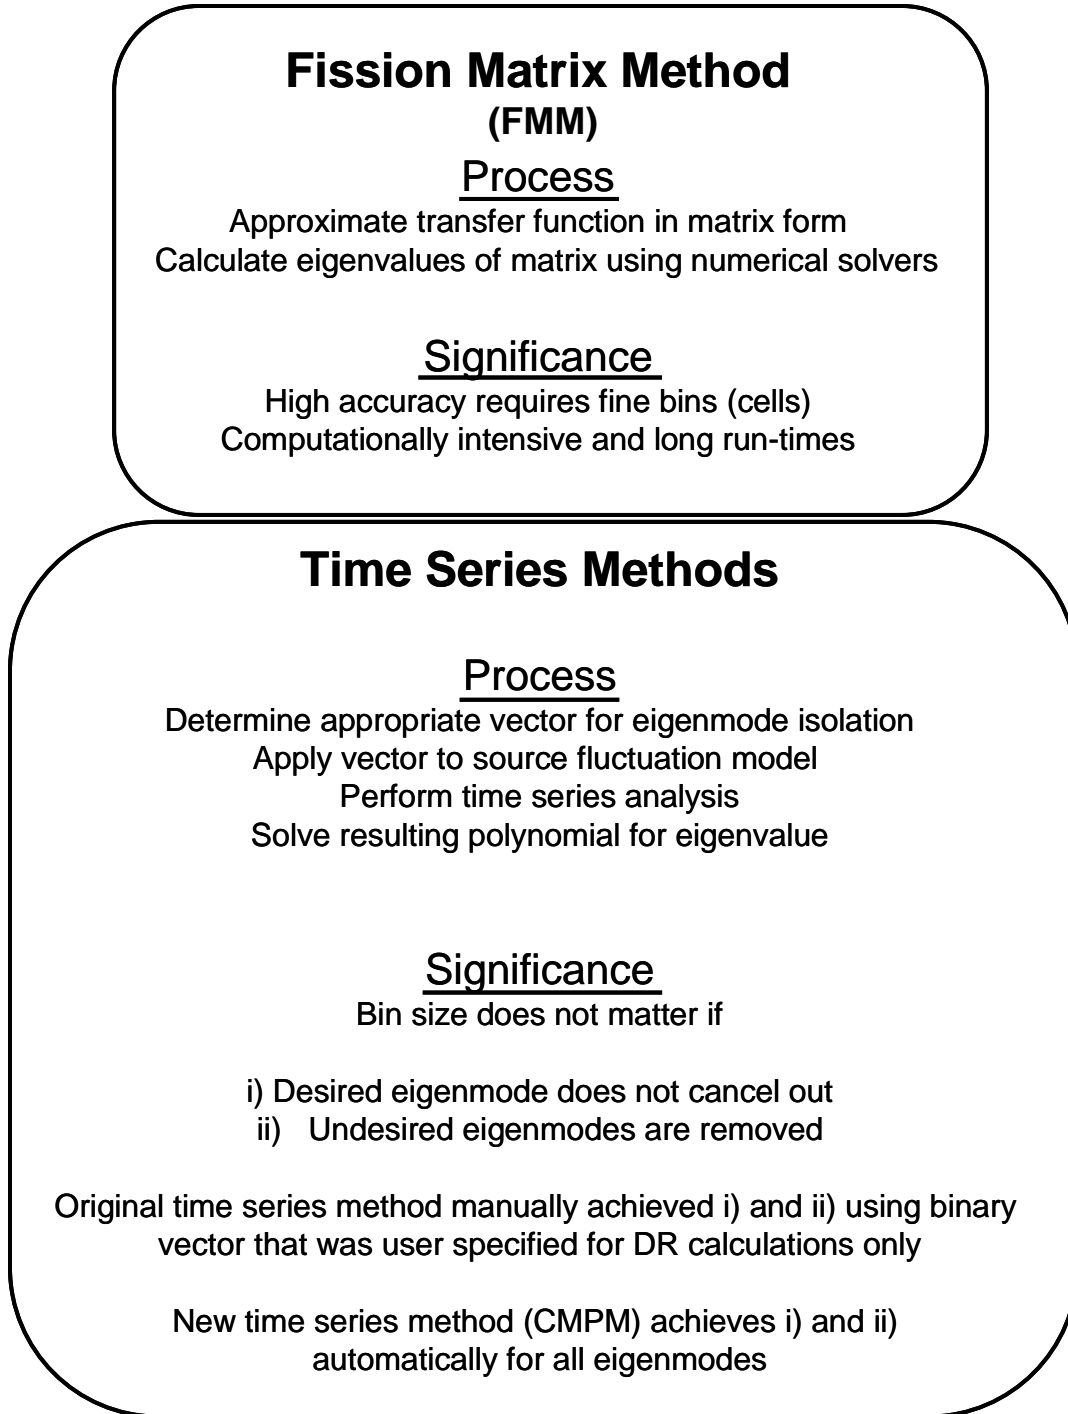 Fission Matrix Method
(FMM)
Process
Approximate transfer function in matrix form
Calculate eigenvalues of matrix using numerical solvers
Significance
High accuracy requires fine bins (cells)
Computationally intensive and long run-times
Time Series Methods
Process
Determine appropriate vector for eigenmode isolation
Apply vector to source fluctuation model
Perform time series analysis
Solve resulting polynomial for eigenvalue
Significance
Bin size does not matter if
i) Desired eigenmode does not cancel out
ii) Undesired eigenmodes are removed
Original time series method manually achieved i) and ii) using binary
vector that was user specified for DR calculations only
New time series method (CMPM) achieves i) and ii)
automatically for all eigenmodes